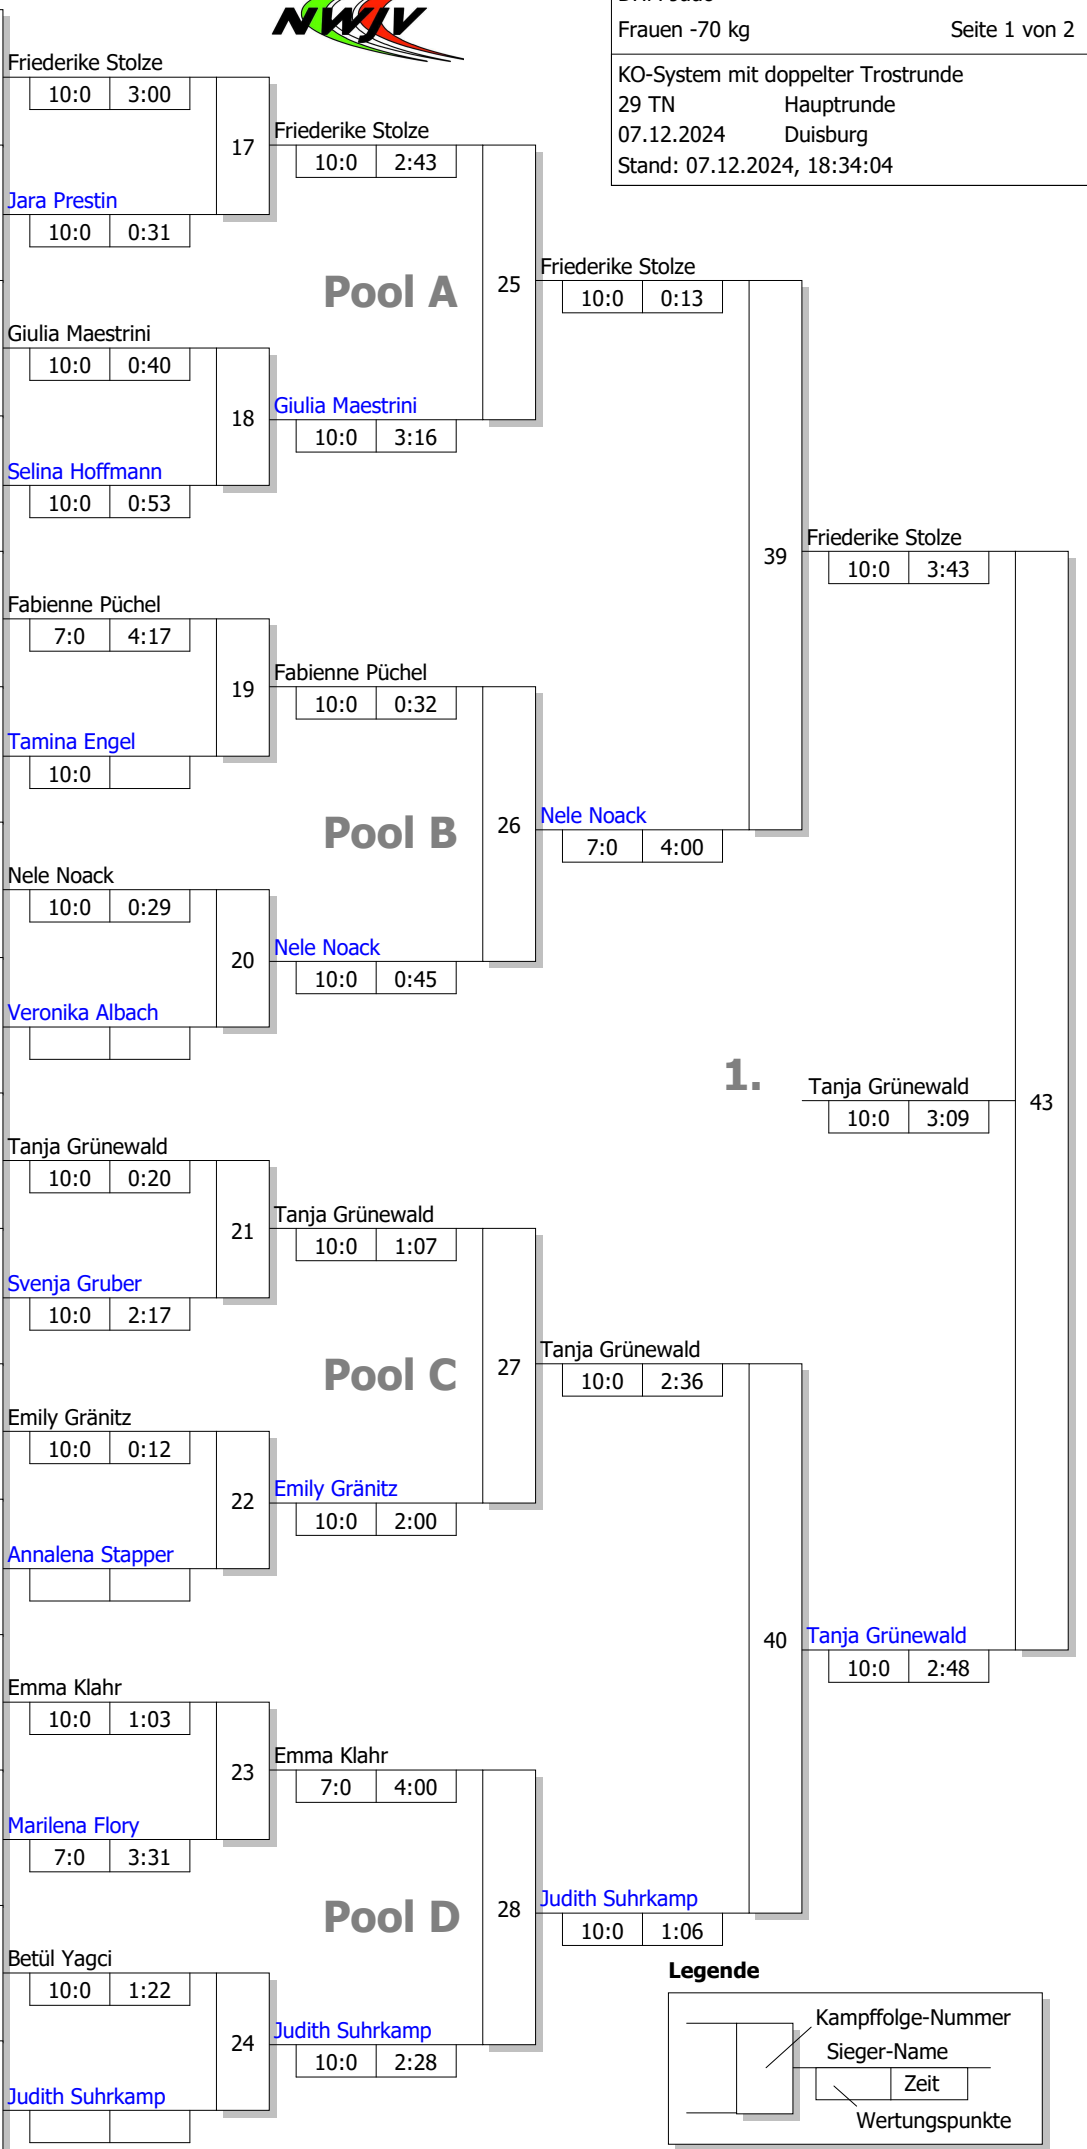 NWJV
Frauen -70 kg Seite 1 von 2
KO-System mit doppelter Trostrunde
29 TN Hauptrunde
07.12.2024 Duisburg
Stand: 07.12.2024, 18:34:04
Friederike Stolze
10:0 3:00
17
Friederike Stolze
10:0 2:43
Jara Prestin
10:0 0:31
Pool A
25
Friederike Stolze
10:0 0:13
Giulia Maestrini
10:0 0:40
18
Giulia Maestrini
10:0 3:16
Selina Hoffmann
10:0 0:53
39
Friederike Stolze
10:0 3:43
Fabienne Püchel
7:0 4:17
19
Fabienne Püchel
10:0 0:32
Tamina Engel
10:0
Pool B
26
Nele Noack
7:0 4:00
Nele Noack
10:0 0:29
20
Nele Noack
10:0 0:45
Veronika Albach
1.
Tanja Grünewald
10:0 3:09
43
Tanja Grünewald
10:0 0:20
21
Tanja Grünewald
10:0 1:07
Svenja Gruber
10:0 2:17
Pool C
27
Tanja Grünewald
10:0 2:36
Emily Gränitz
10:0 0:12
22
Emily Gränitz
10:0 2:00
Annalena Stapper
40
Tanja Grünewald
10:0 2:48
Emma Klahr
10:0 1:03
23
Emma Klahr
7:0 4:00
Marilena Flory
7:0 3:31
Pool D
28
Judith Suhrkamp
10:0 1:06
Betül Yagci
10:0 1:22
24
Judith Suhrkamp
10:0 2:28
Judith Suhrkamp
Legende
Kampffolge-Nummer
Sieger-Name
Zeit
Wertungspunkte